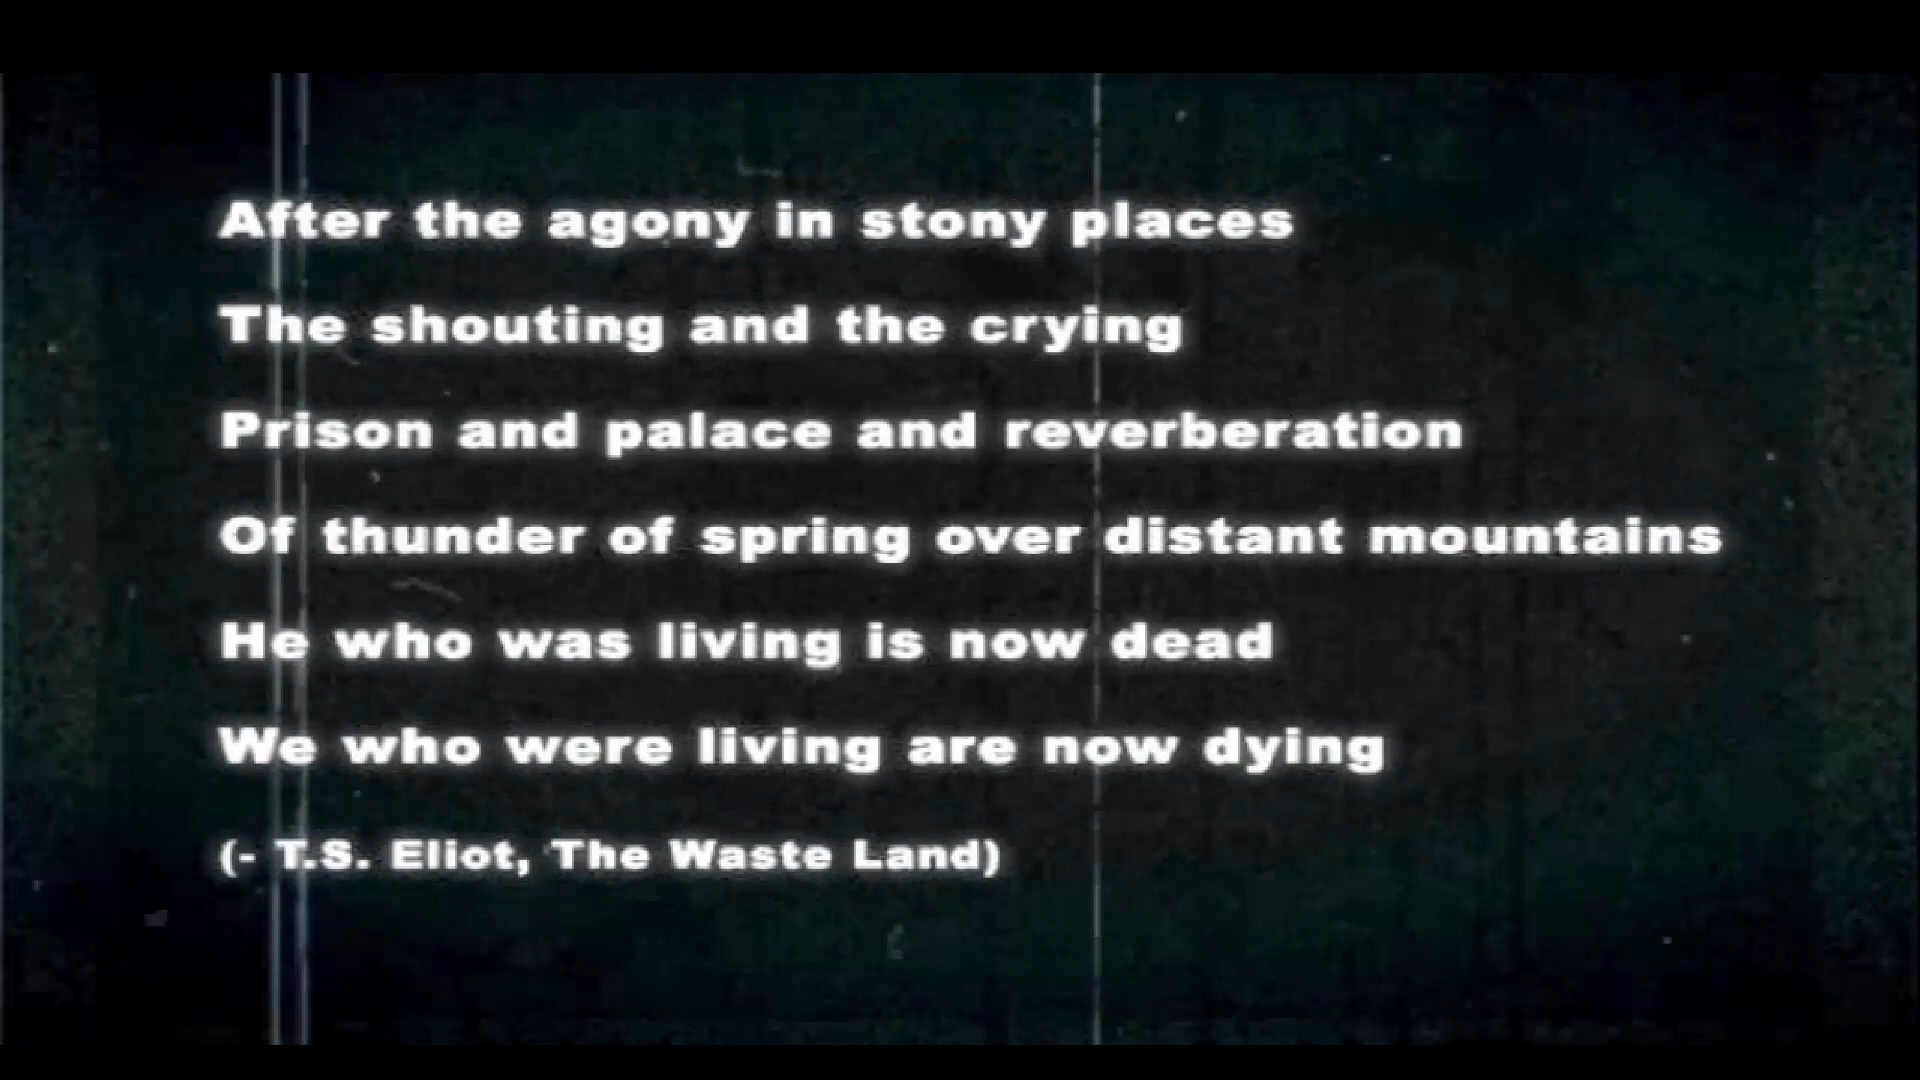 After the agony in stony places
The shouting and the crying
Prison and palace and reverberation
Of thunder of spring over distant mountains
He who was living is now dead
We who were living are now dying
(- T.S. Eliot, The Waste Land)